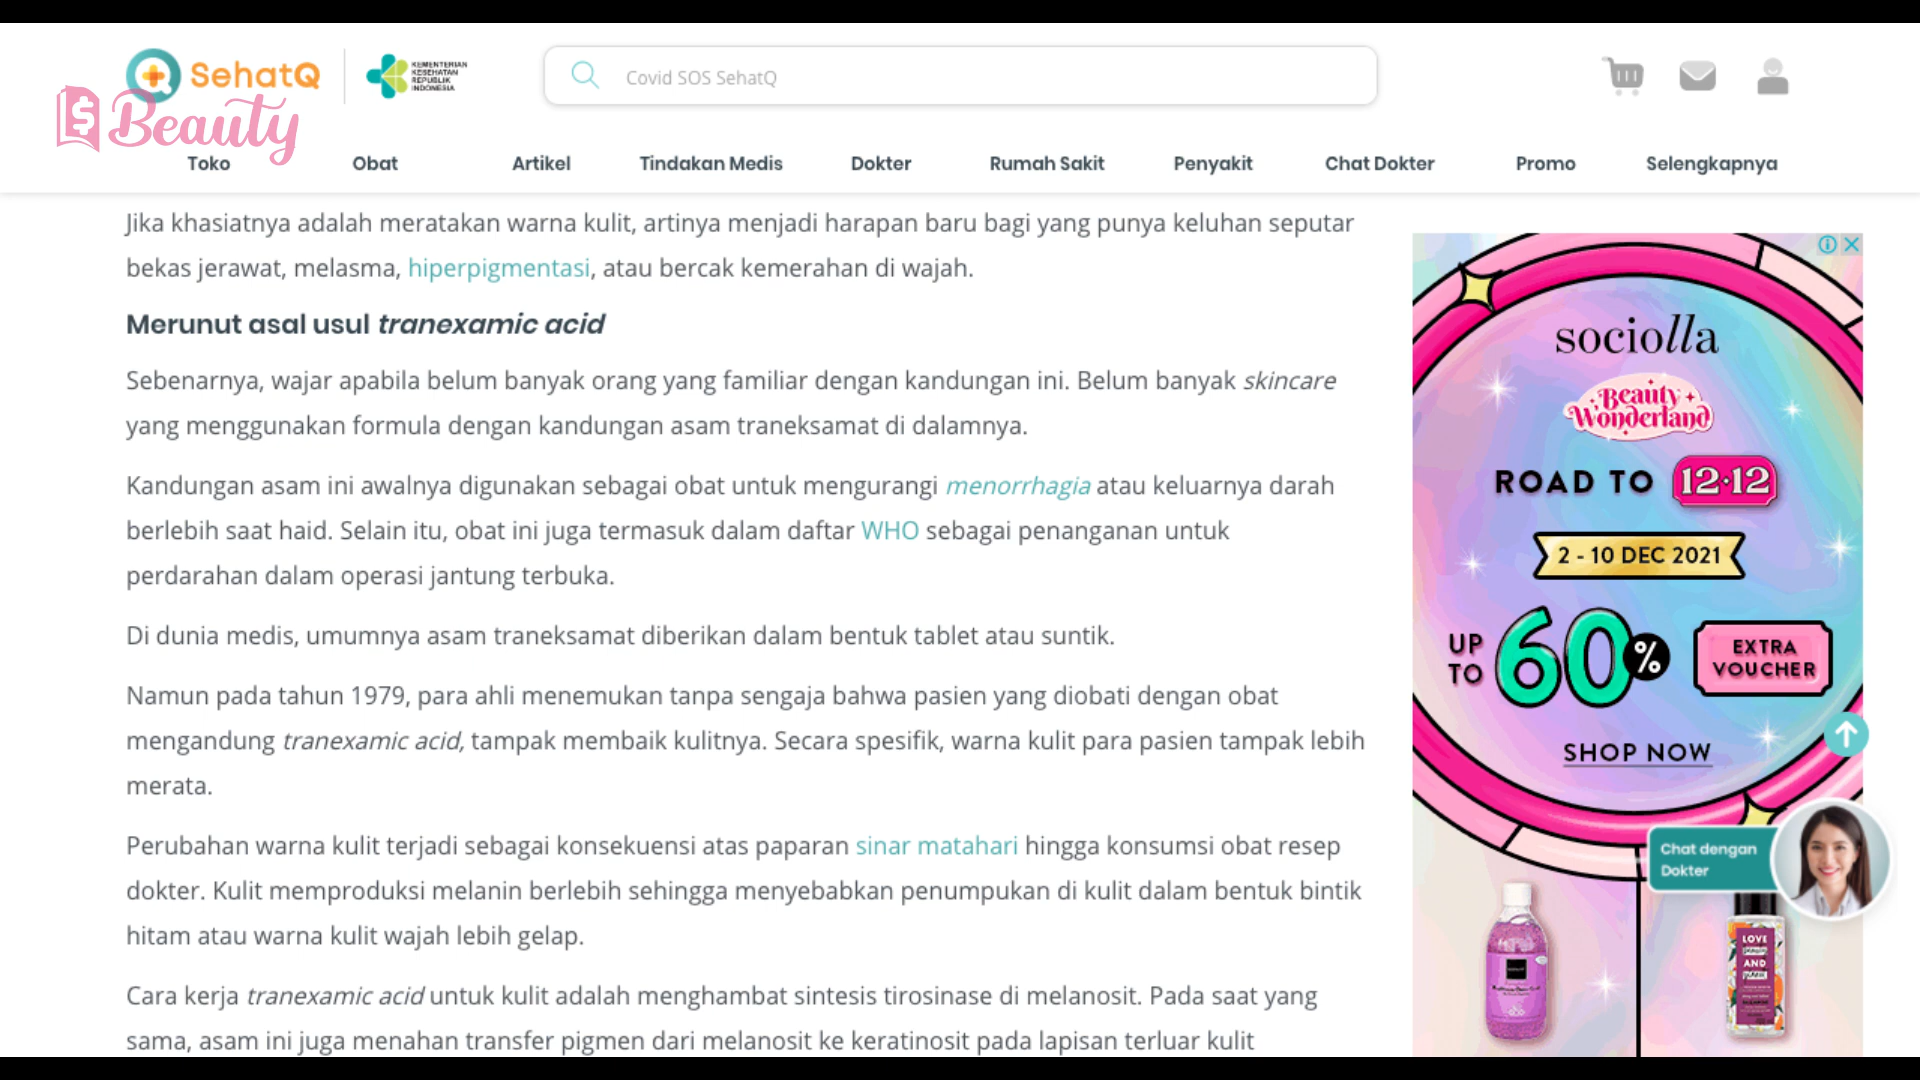 SehatQ
KEMENTERIAN
KESEHATAN
REPUBLIK
INDONESIA
Covid SOS SehatQ
$ Beauty
Toko Obat Artikel Tindakan Medis Dokter Rumah Sakit Penyakit Chat Dokter Promo Selengkapnya
Jika khasiatnya adalah meratakan warna kulit, artinya menjadi harapan baru bagi yang punya keluhan seputar
bekas jerawat, melasma, hiperpigmentasi, atau bercak kemerahan di wajah.
Merunut asal usul tranexamic acid
Sebenarnya, wajar apabila belum banyak orang yang familiar dengan kandungan ini. Belum banyak skincare
yang menggunakan formula dengan kandungan asam traneksamat di dalamnya.
Kandungan asam ini awalnya digunakan sebagai obat untuk mengurangi menorrhagia atau keluarnya darah
berlebih saat haid. Selain itu, obat ini juga termasuk dalam daftar WHO sebagai penanganan untuk
perdarahan dalam operasi jantung terbuka.
Di dunia medis, umumnya asam traneksamat diberikan dalam bentuk tablet atau suntik.
Namun pada tahun 1979, para ahli menemukan tanpa sengaja bahwa pasien yang diobati dengan obat
mengandung tranexamic acid, tampak membaik kulitnya. Secara spesifik, warna kulit para pasien tampak lebih
merata.
Perubahan warna kulit terjadi sebagai konsekuensi atas paparan sinar matahari hingga konsumsi obat resep
dokter. Kulit memproduksi melanin berlebih sehingga menyebabkan penumpukan di kulit dalam bentuk bintik
hitam atau warna kulit wajah lebih gelap.
Cara kerja tranexamic acid untuk kulit adalah menghambat sintesis tirosinase di melanosit. Pada saat yang
sama, asam ini juga menahan transfer pigmen dari melanosit ke keratinosit pada lapisan terluar kulit
sociolla
Beauty
Wonderland
ROAD TO 12·12
2 - 10 DEC 2021
UP TO 60%
EXTRA
VOUCHER
SHOP NOW
Chat dengan
Dokter
LOVE
AND